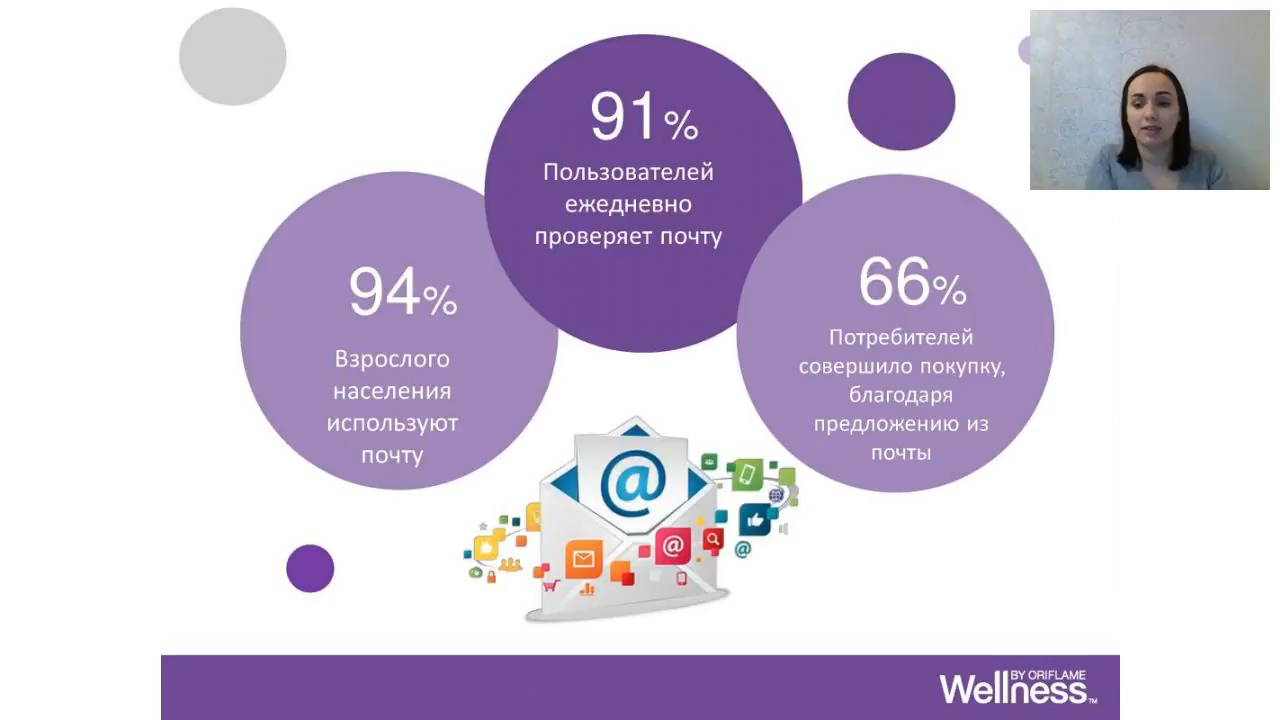 91%
Пользователей
ежедневно
проверяет почту
94%
Взрослого
населения
используют
почту
66%
Потребителей
совершило покупку,
благодаря
предложению из
почты
@
@
@
BY ORIFLAME
Wellness™